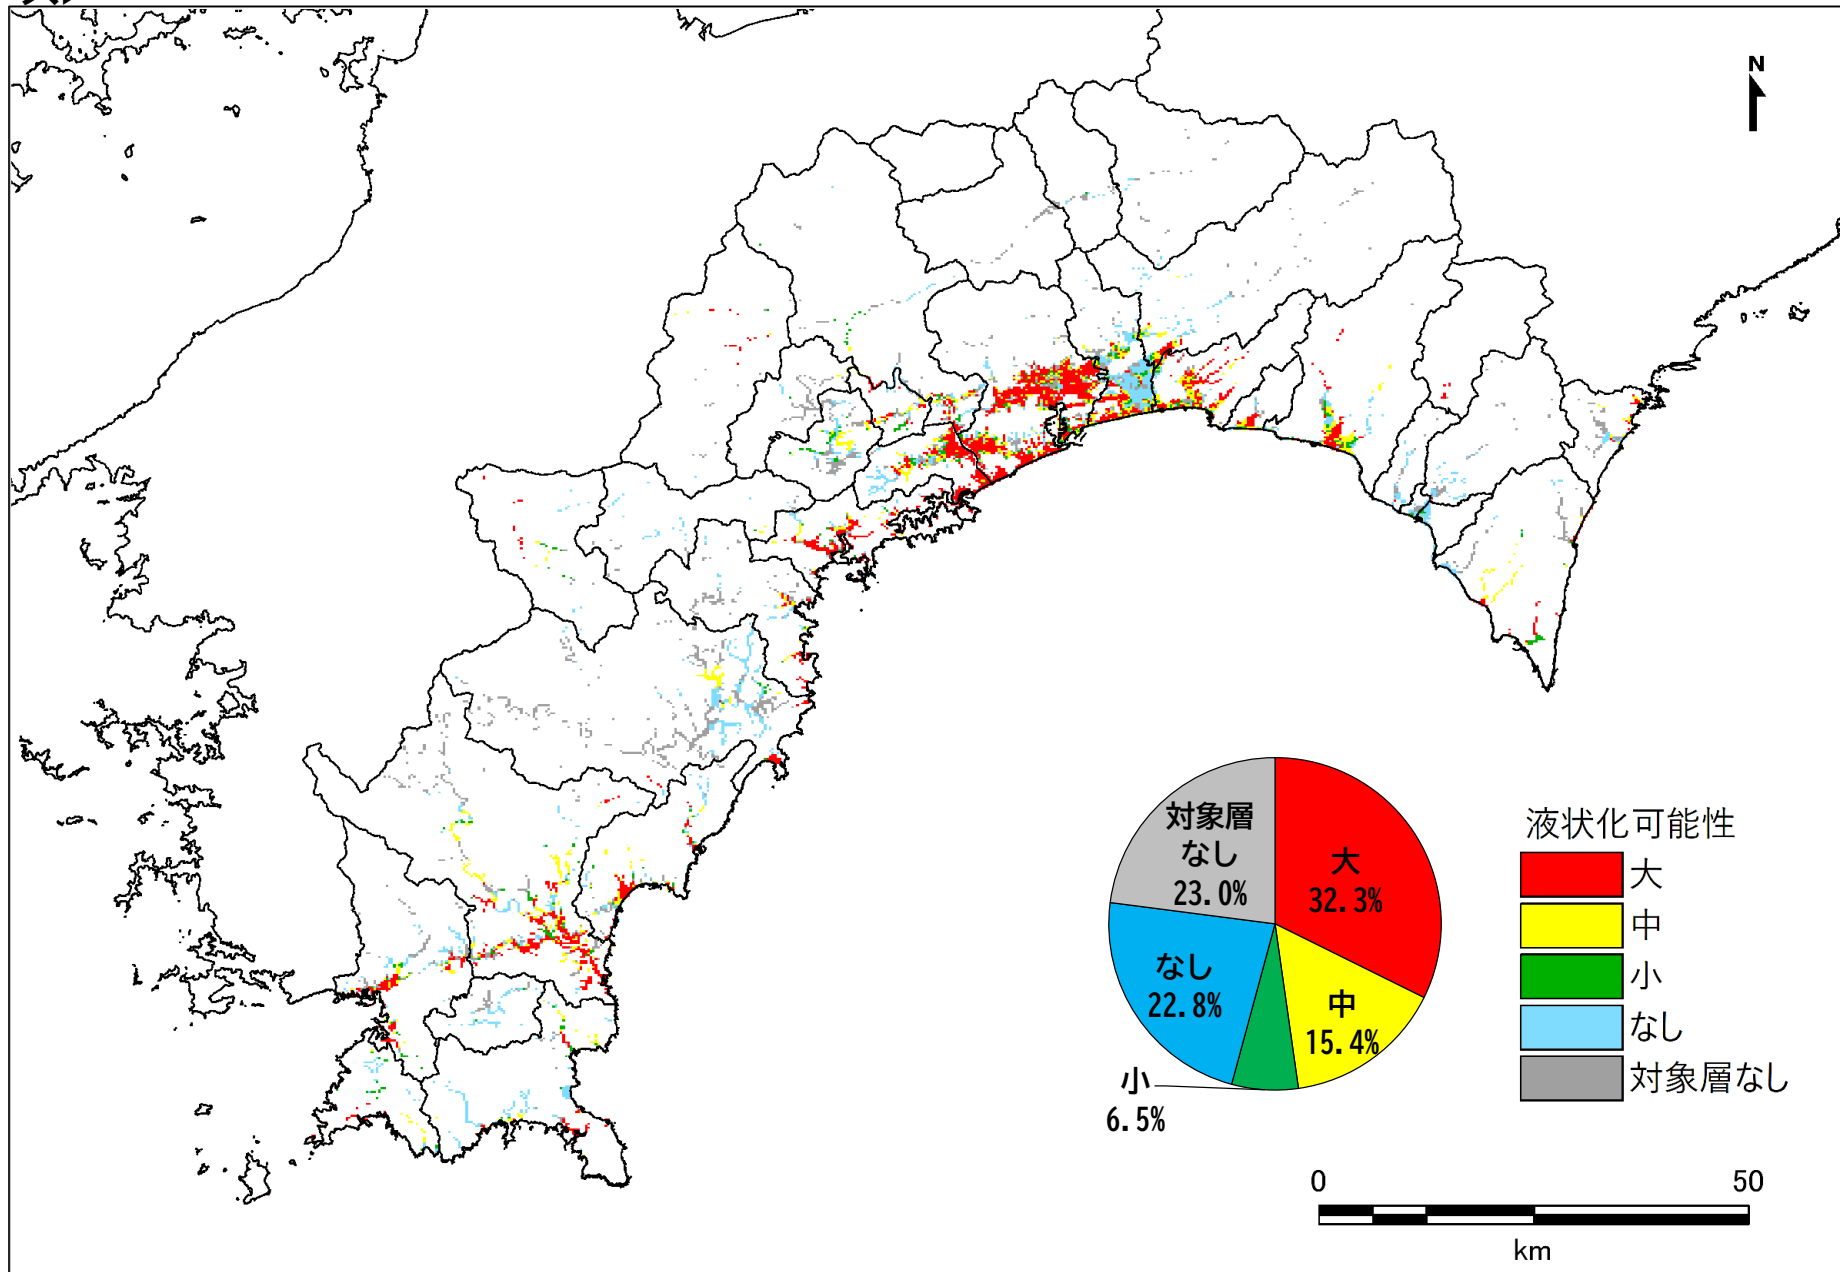 N
対象層
なし
23.0%
大
32.3%
なし
22.8%
中
15.4%
小
6.5%
液状化可能性
大
中
小
なし
対象層なし
0 50
km